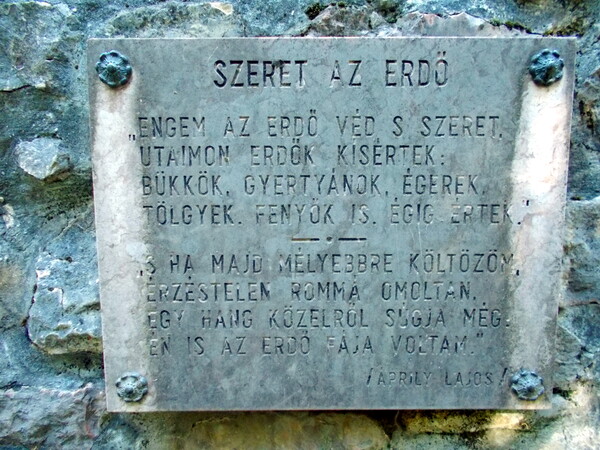 SZERET AZ ERDŐ
„ENGEM AZ ERDŐ VÉD S SZERET,
UTAIMON ERDŐK KÍSÉRTEK:
BÜKKÖK, GYERTYÁNOK, ÉGEREK,
TÖLGYEK. FENYŐK IS. ÉGIG ÉRTEK."
„S HA MAJD MÉLYEBBRE KÖLTÖZÖM,
ÉRZÉSTELEN ROMMÁ OMOLTAN,
EGY HANG KÖZELRŐL SÚGJA MÉG:
ÉN IS AZ ERDŐ FÁJA VOLTAM."
/ÁPRILY LAJOS/